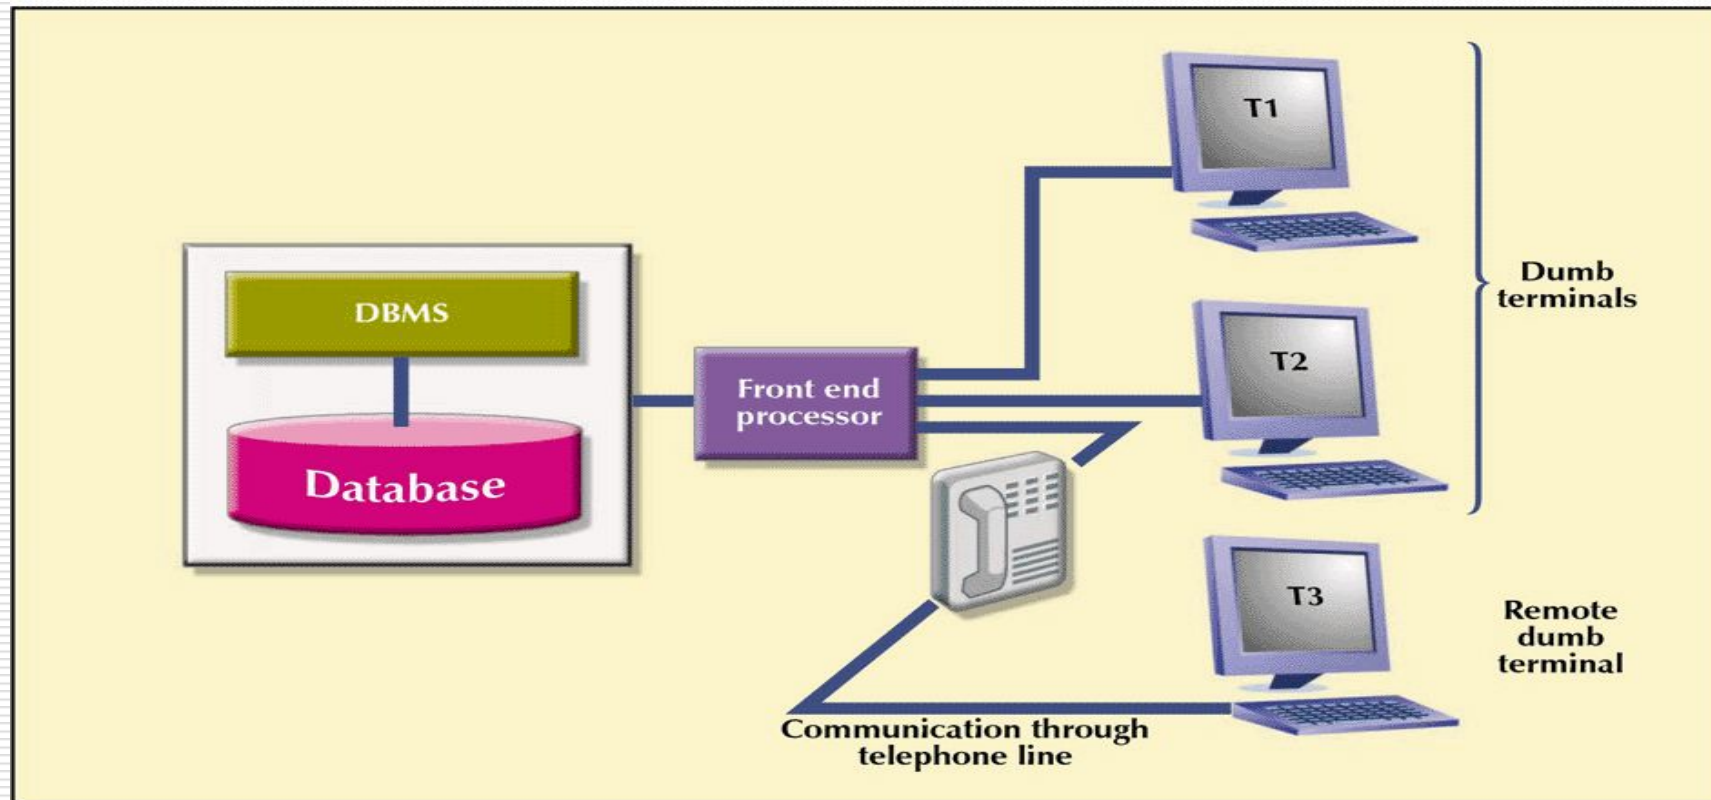 T1
Dumb
terminals
DBMS
T2
Front end
processor
Database
T3
Remote
dumb
terminal
Communication through
telephone line